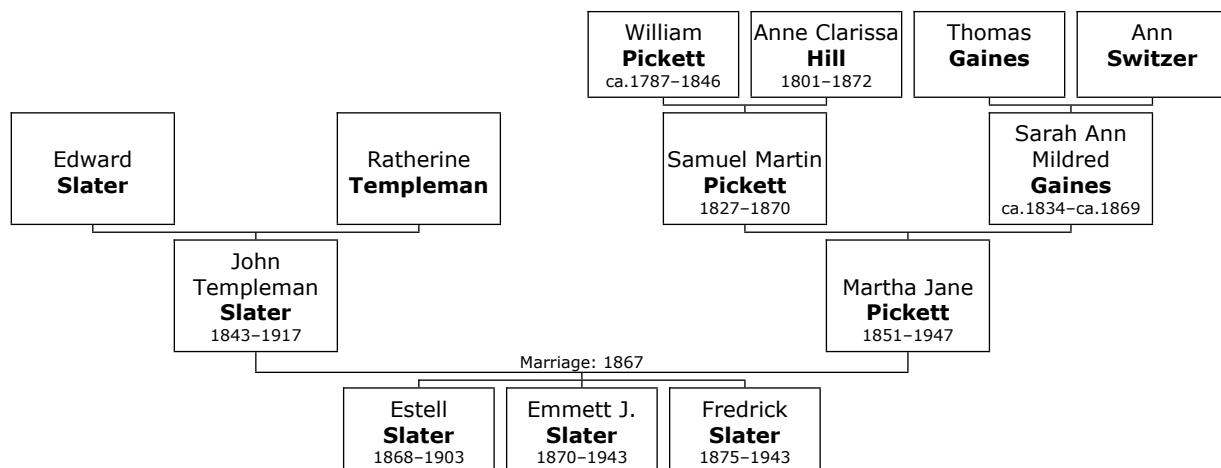 William
Pickett
ca.1787–1846
Anne Clarissa
Hill
1801–1872
Thomas
Gaines
Ann
Switzer
Edward
Slater
Ratherine
Templeman
Samuel Martin
Pickett
1827–1870
Sarah Ann
Mildred
Gaines
ca.1834–ca.1869
John
Templeman
Slater
1843–1917
Martha Jane
Pickett
1851–1947
Marriage: 1867
Estell
Slater
1868–1903
Emmett J.
Slater
1870–1943
Fredrick
Slater
1875–1943